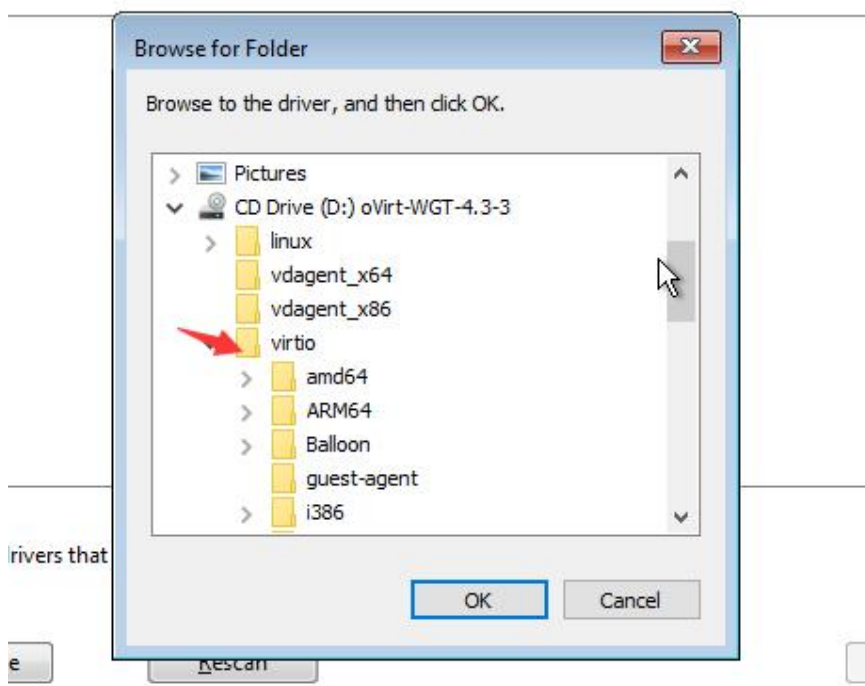 Browse for Folder
Browse to the driver, and then click OK.
Pictures
CD Drive (D:) oVirt-WGT-4.3-3
linux
vdagent_x64
vdagent_x86
virtio
amd64
ARM64
Balloon
guest-agent
i386
rivers that
OK Cancel
e Rescan